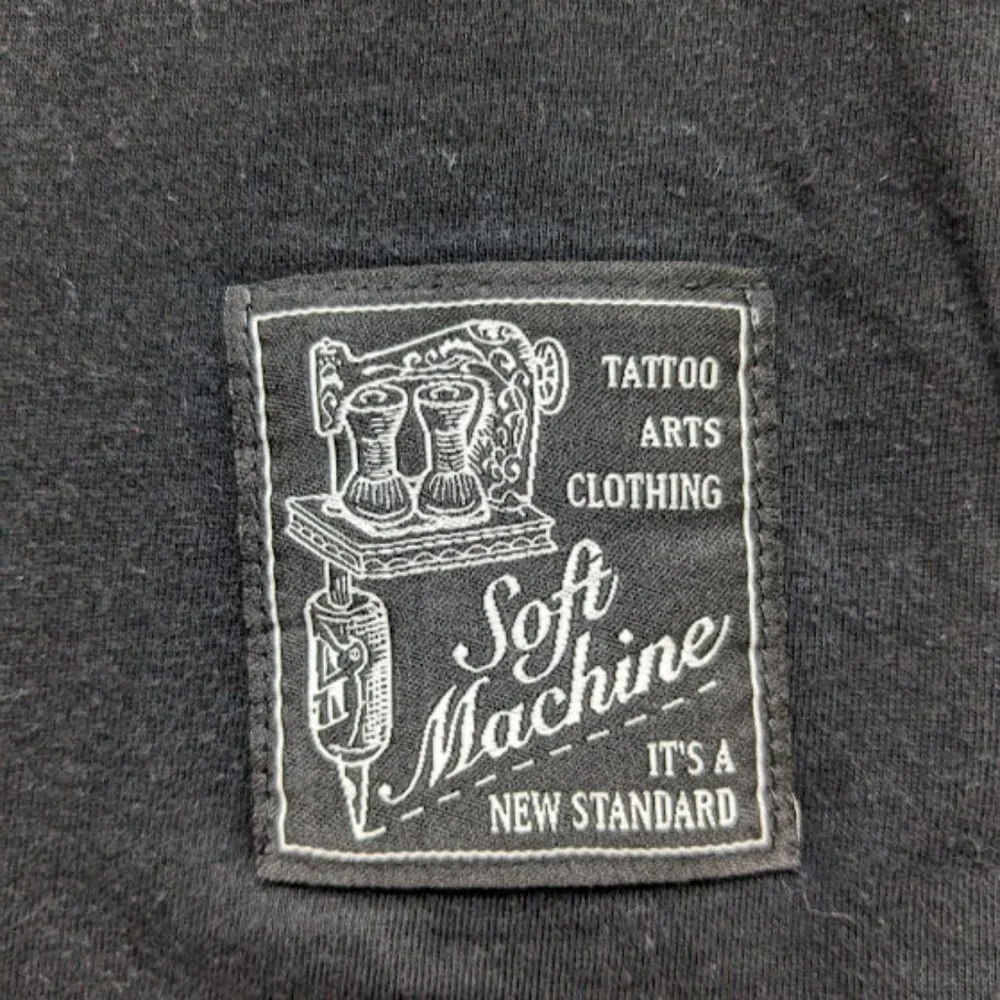 TATTOO
ARTS
CLOTHING
Soft
Machine
IT'S A
NEW STANDARD